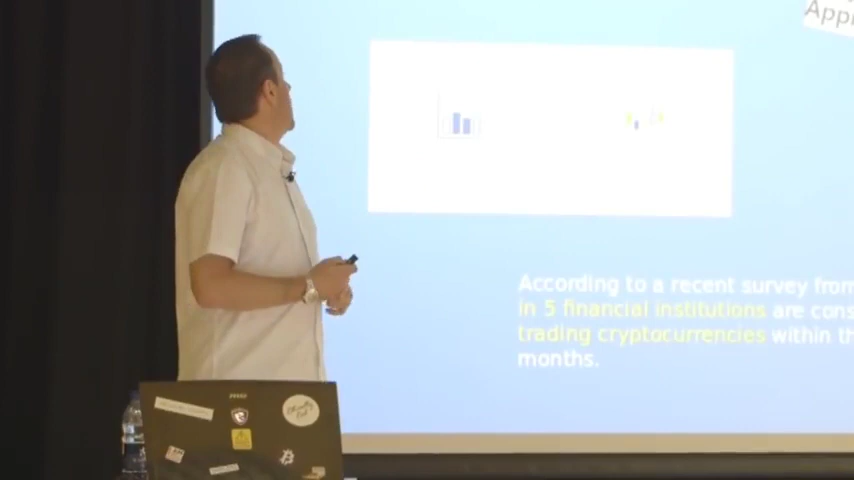 Appr
According to a recent survey from
in 5 financial institutions are cons
trading cryptocurrencies within th
months.